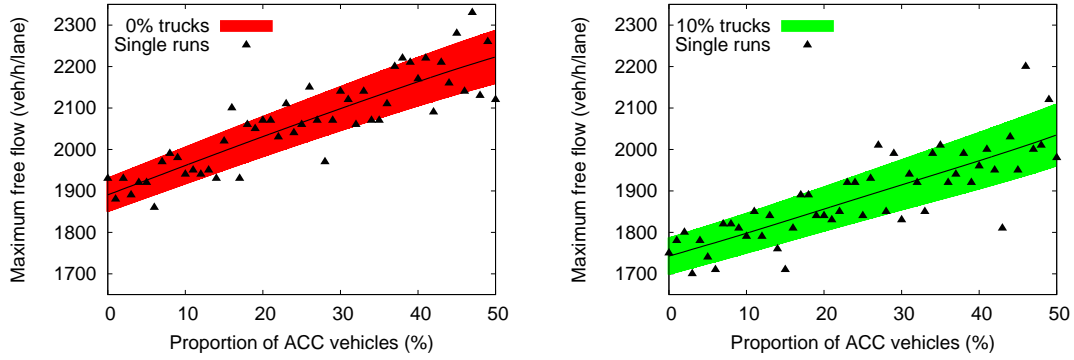 0% trucks
Single runs
Maximum free flow (veh/h/lane)
2300
2200
2100
2000
1900
1800
1700
0 10 20 30 40 50
Proportion of ACC vehicles (%)
10% trucks
Single runs
Maximum free flow (veh/h/lane)
2300
2200
2100
2000
1900
1800
1700
0 10 20 30 40 50
Proportion of ACC vehicles (%)